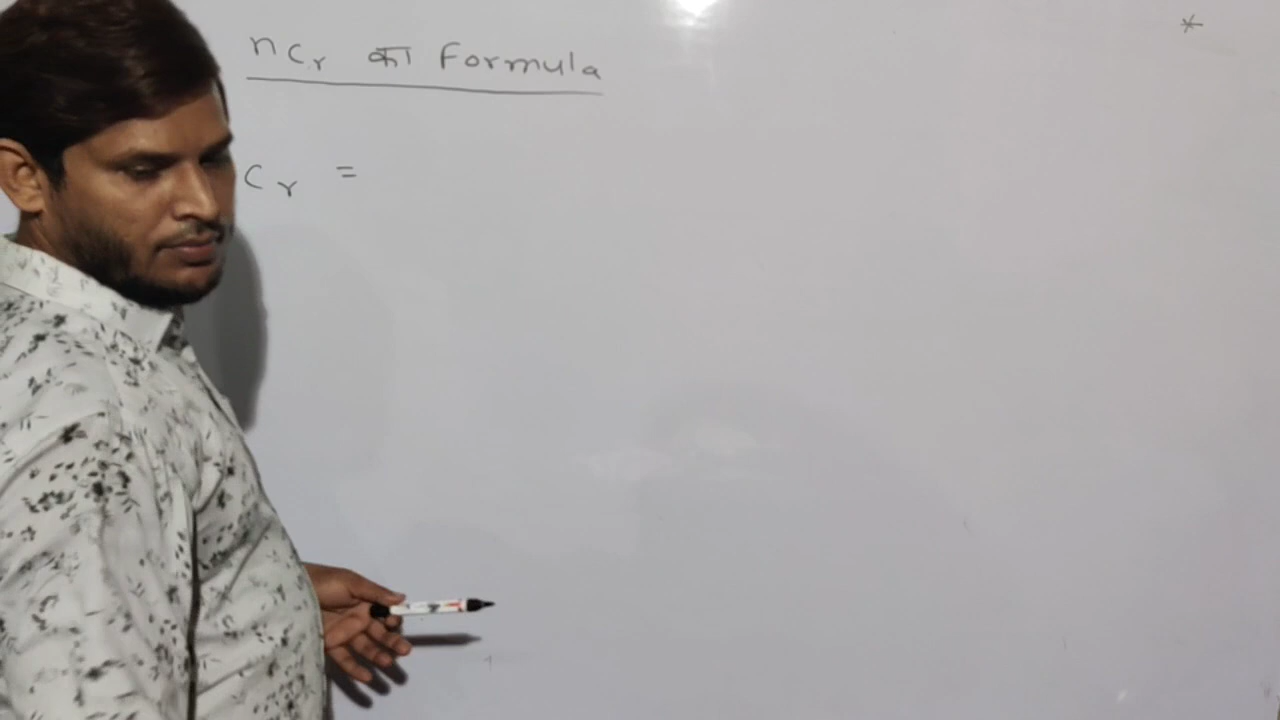 *
nCr का Formula
Cr =